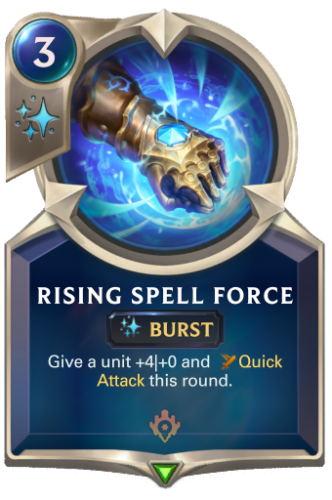 3
RISING SPELL FORCE
BURST
Give a unit +4|+0 and Quick
Attack this round.